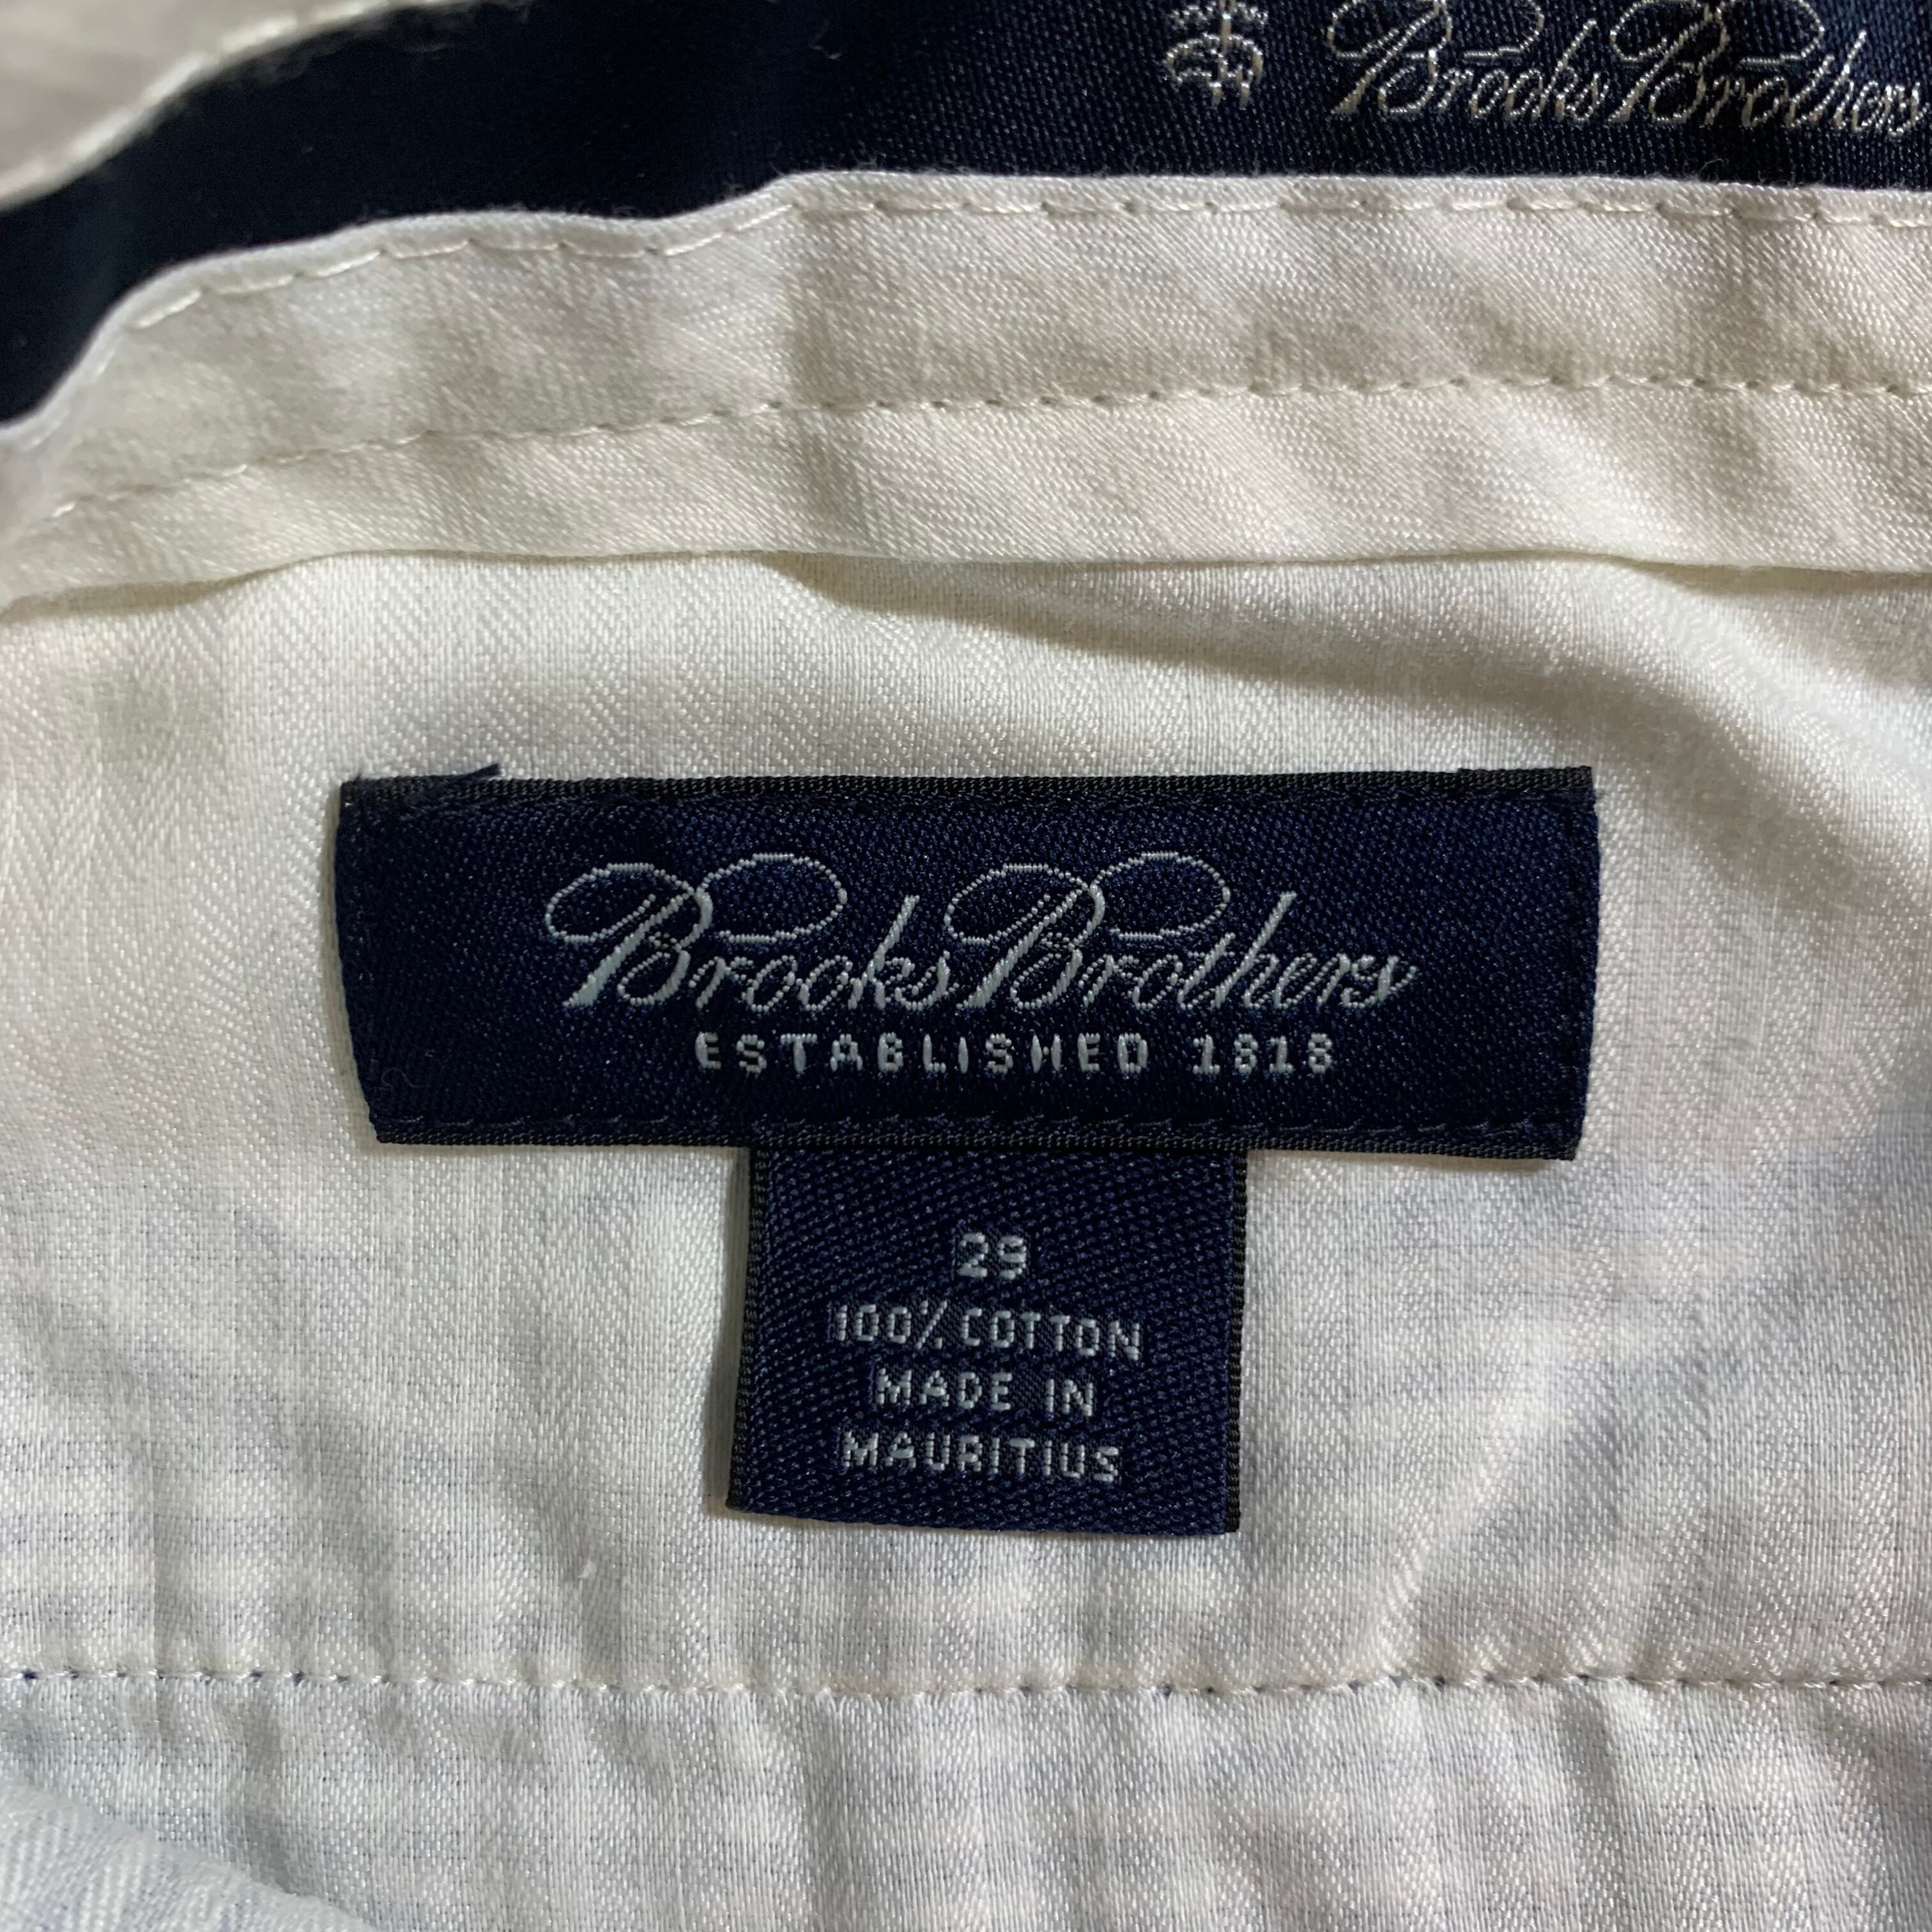 Brooks Brothers
Brooks Brothers
ESTABLISHED 1818
29
100% COTTON
MADE IN
MAURITIUS